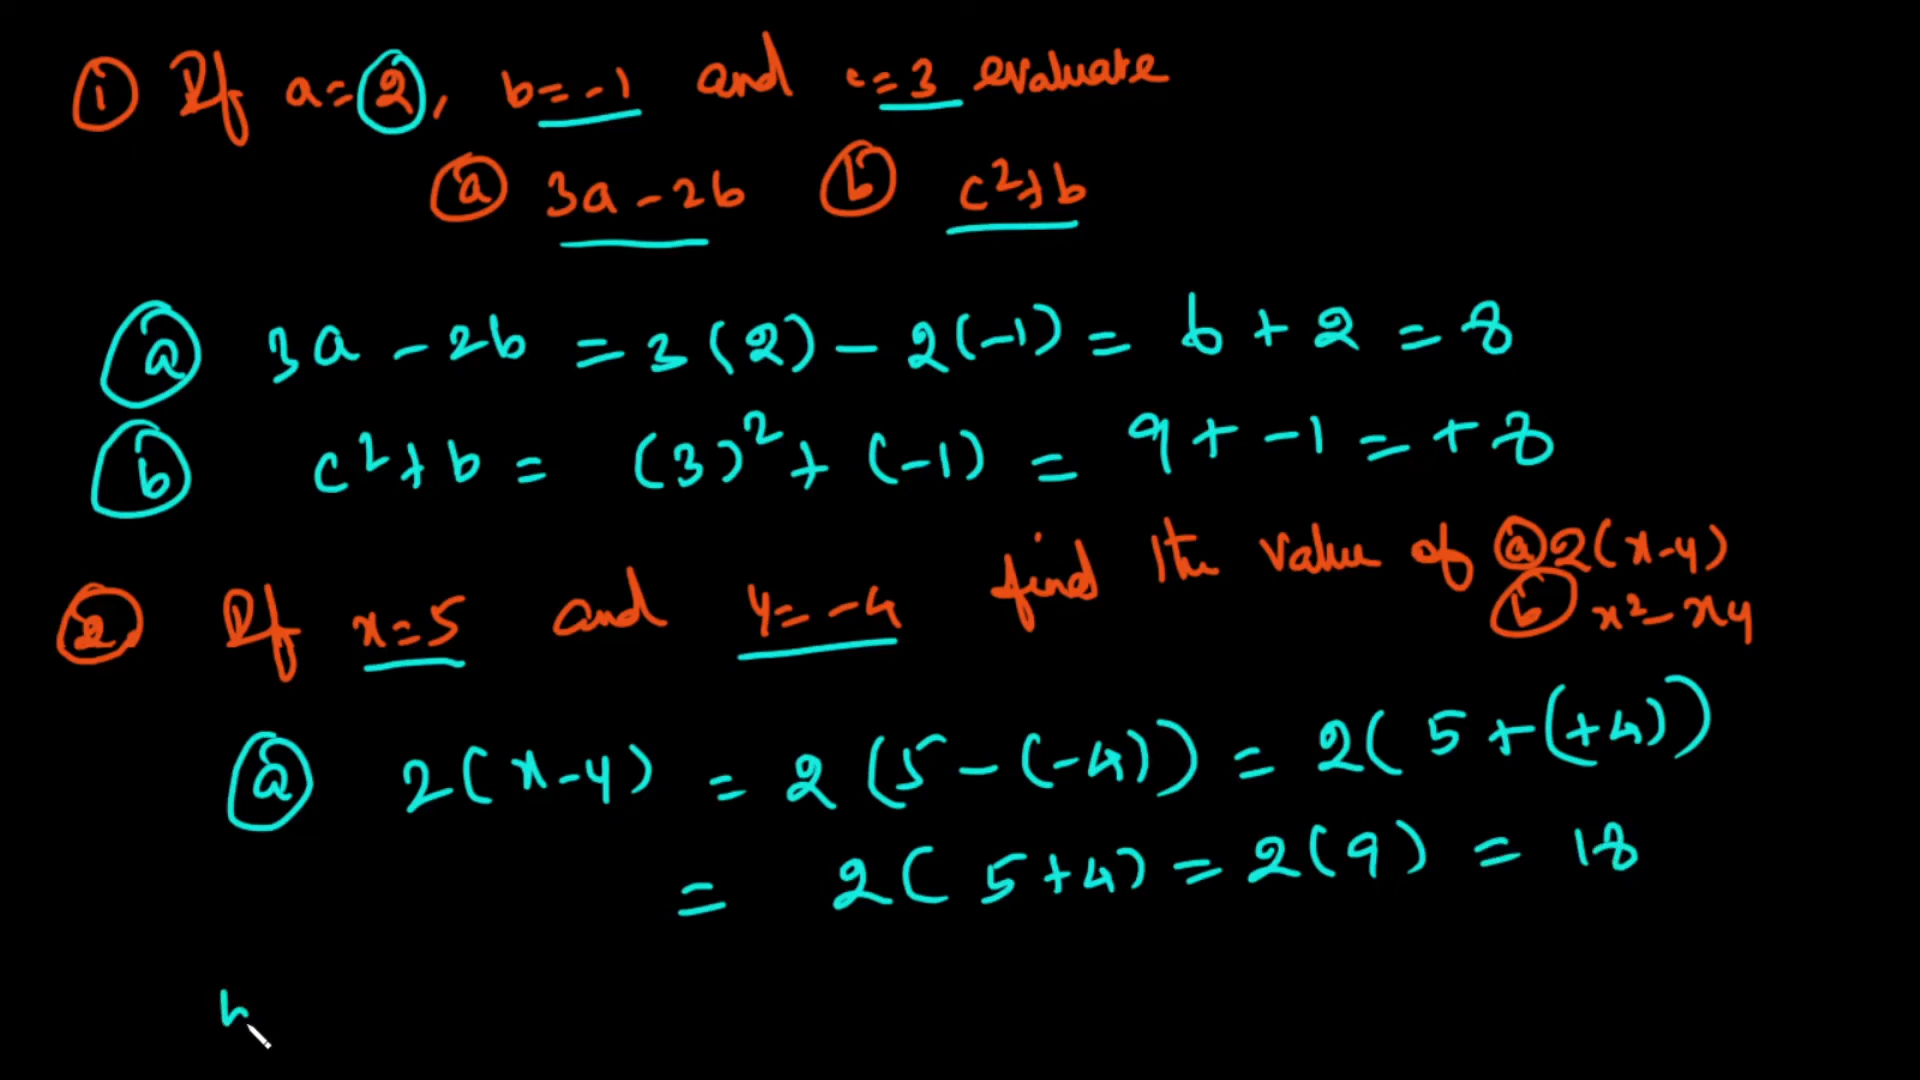 ① If a=2, b=-1 and c=3 evaluate
ⓐ 3a-2b ⓑ c²+b
ⓐ 3a-2b = 3(2)-2(-1) = 6+2 = 8
ⓑ c²+b = (3)²+(-1) = 9+-1 = +8
② If x=5 and y=-4 find the value of ⓐ 2(x-y)
ⓑ x²-xy
ⓐ 2(x-y) = 2(5-(-4)) = 2(5+(+4))
= 2(5+4) = 2(9) = 18